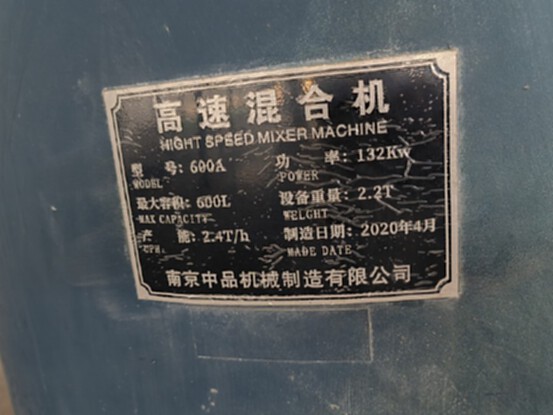 高速混合机
HIGHT SPEED MIXER MACHINE
型 号: 600A 功 率: 132Kw
MODEL POWER
最大容积: 600L 设备重量: 2.2T
MAX CAPACITY WELGHT
产 能: 2.4T/h 制造日期: 2020年4月
CPH MADE DATE
南京中品机械制造有限公司